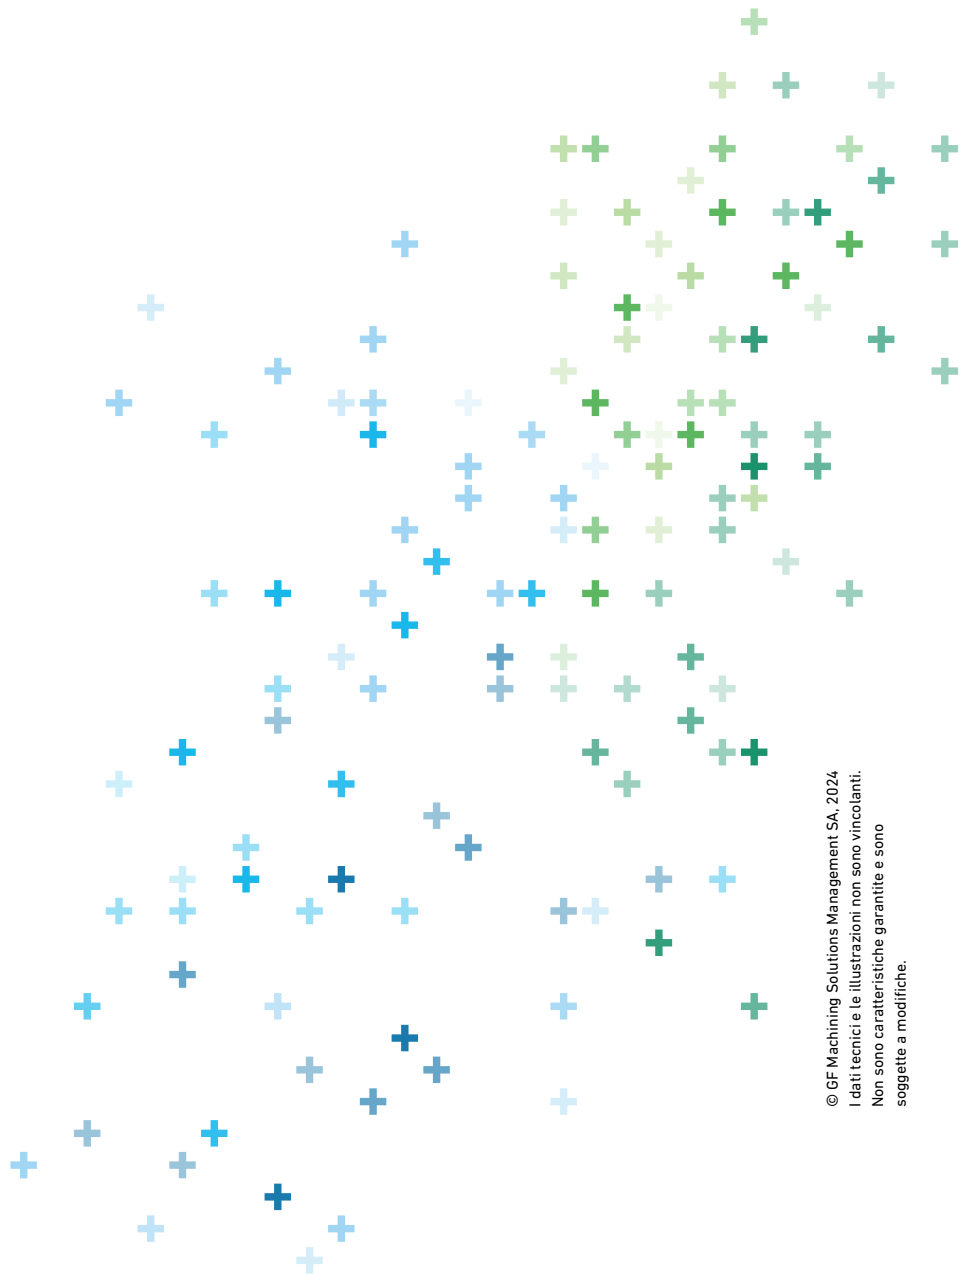 © GF Machining Solutions Management SA, 2024
I dati tecnici e le illustrazioni non sono vincolanti.
Non sono caratteristiche garantite e sono
soggette a modifiche.